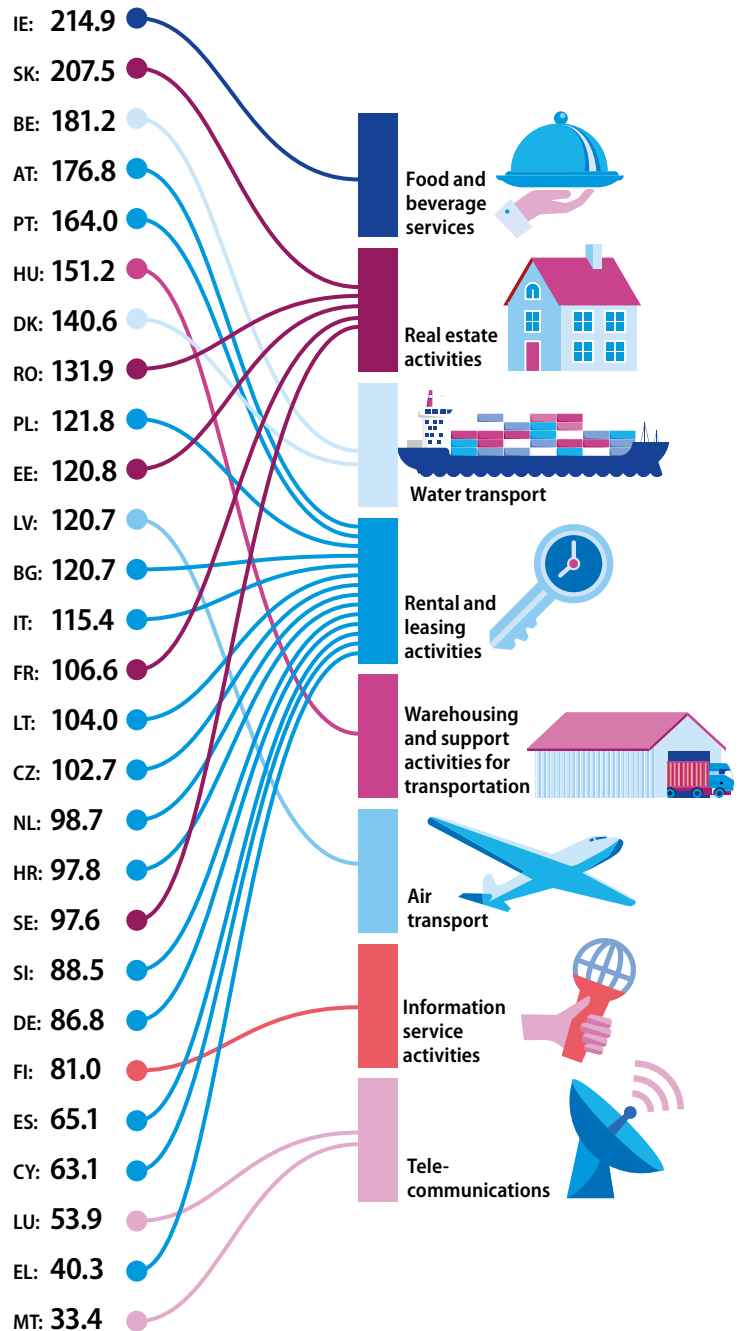 IE: 214.9
SK: 207.5
BE: 181.2
AT: 176.8
PT: 164.0
HU: 151.2
DK: 140.6
RO: 131.9
PL: 121.8
EE: 120.8
LV: 120.7
BG: 120.7
IT: 115.4
FR: 106.6
LT: 104.0
CZ: 102.7
NL: 98.7
HR: 97.8
SE: 97.6
SI: 88.5
DE: 86.8
FI: 81.0
ES: 65.1
CY: 63.1
LU: 53.9
EL: 40.3
MT: 33.4
Food and
beverage
services
Real estate
activities
Water transport
Rental and
leasing
activities
Warehousing
and support
activities for
transportation
Air
transport
Information
service
activities
Tele-
communications